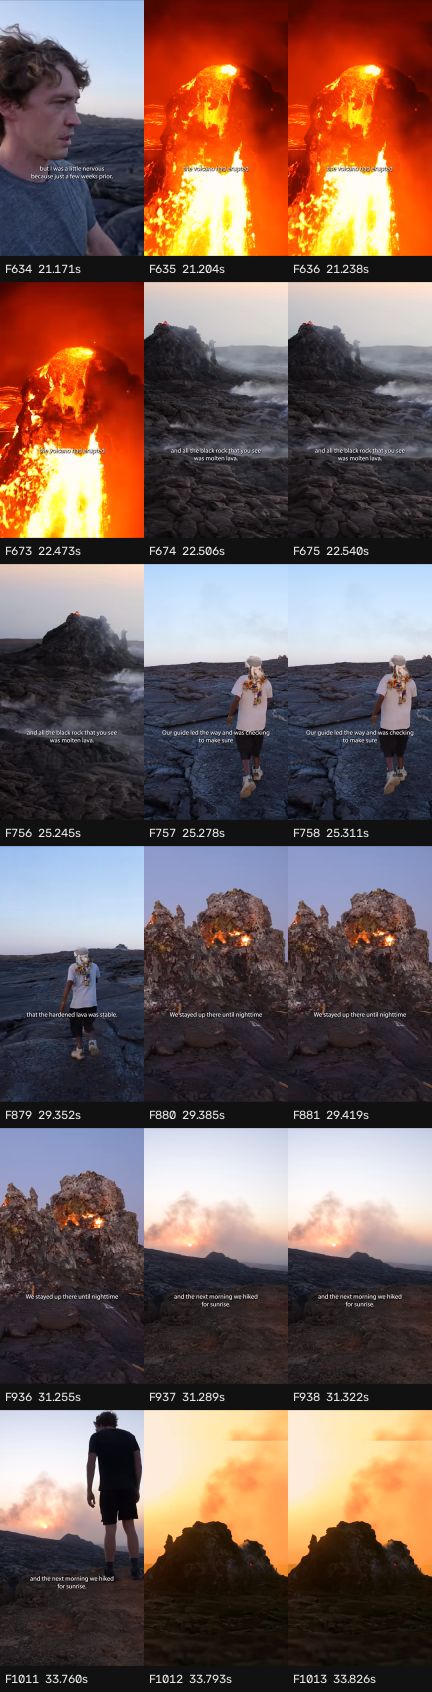 but i was a little nervous
because just a few weeks prior,
the volcano had erupted
the volcano had erupted
F634 21.171s
F635 21.204s
F636 21.238s
the volcano had erupted
and all the black rock that you see
was molten lava.
and all the black rock that you see
was molten lava.
F673 22.473s
F674 22.506s
F675 22.540s
and all the black rock that you see
was molten lava.
Our guide led the way and was checking
to make sure
Our guide led the way and was checking
to make sure
F756 25.245s
F757 25.278s
F758 25.311s
that the hardened lava was stable.
We stayed up there until nighttime
We stayed up there until nighttime
F879 29.352s
F880 29.385s
F881 29.419s
We stayed up there until nighttime
and the next morning we hiked
for sunrise.
and the next morning we hiked
for sunrise.
F936 31.255s
F937 31.289s
F938 31.322s
and the next morning we hiked
for sunrise.
F1011 33.760s
F1012 33.793s
F1013 33.826s